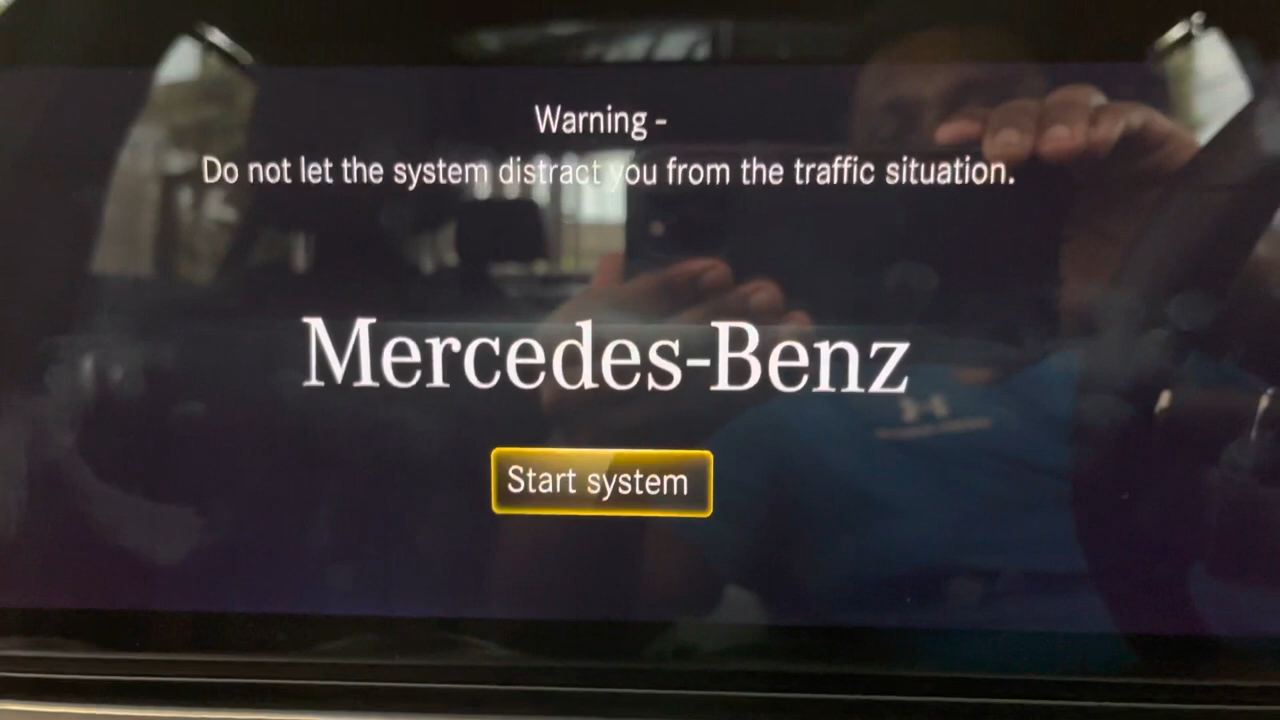 Warning -
Do not let the system distract you from the traffic situation.
Mercedes-Benz
Start system